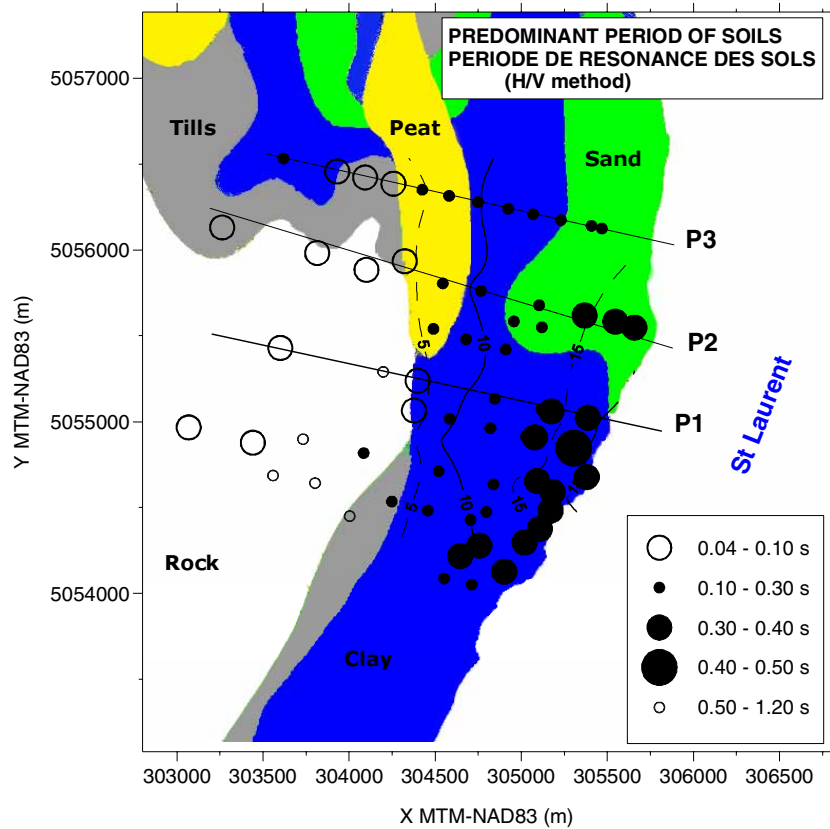 PREDOMINANT PERIOD OF SOILS
PERIODE DE RESONANCE DES SOLS
(H/V method)
5057000
Tills
Peat
Sand
P3
5056000
P2
5
10
15
P1
5055000
St Laurent
Y MTM-NAD83 (m)
5
10
15
Rock
5054000
Clay
0.04 - 0.10 s
0.10 - 0.30 s
0.30 - 0.40 s
0.40 - 0.50 s
0.50 - 1.20 s
303000 303500 304000 304500 305000 305500 306000 306500
X MTM-NAD83 (m)